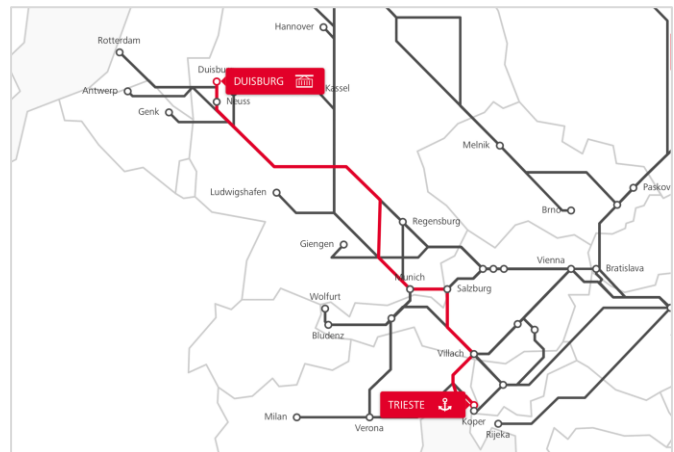 Hannover
Rotterdam
Duisbu
DUISBURG
Kassel
Antwerp
Neuss
Genk
Melnik
Ludwigshafen
Paskov
Brno
Regensburg
Giengen
Vienna
Bratislava
Munich
Salzburg
Wolfurt
Bludenz
Villach
TRIESTE
Milan
Verona
Koper
Rijeka